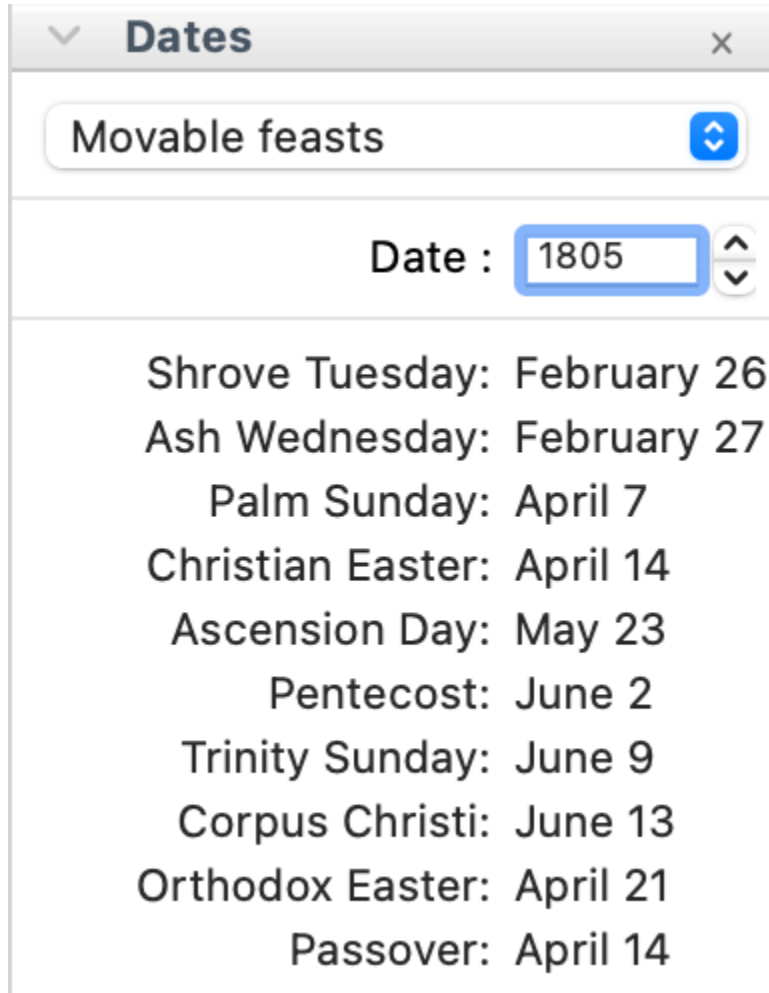 Dates
Movable feasts
Date : 1805
Shrove Tuesday: February 26
Ash Wednesday: February 27
Palm Sunday: April 7
Christian Easter: April 14
Ascension Day: May 23
Pentecost: June 2
Trinity Sunday: June 9
Corpus Christi: June 13
Orthodox Easter: April 21
Passover: April 14